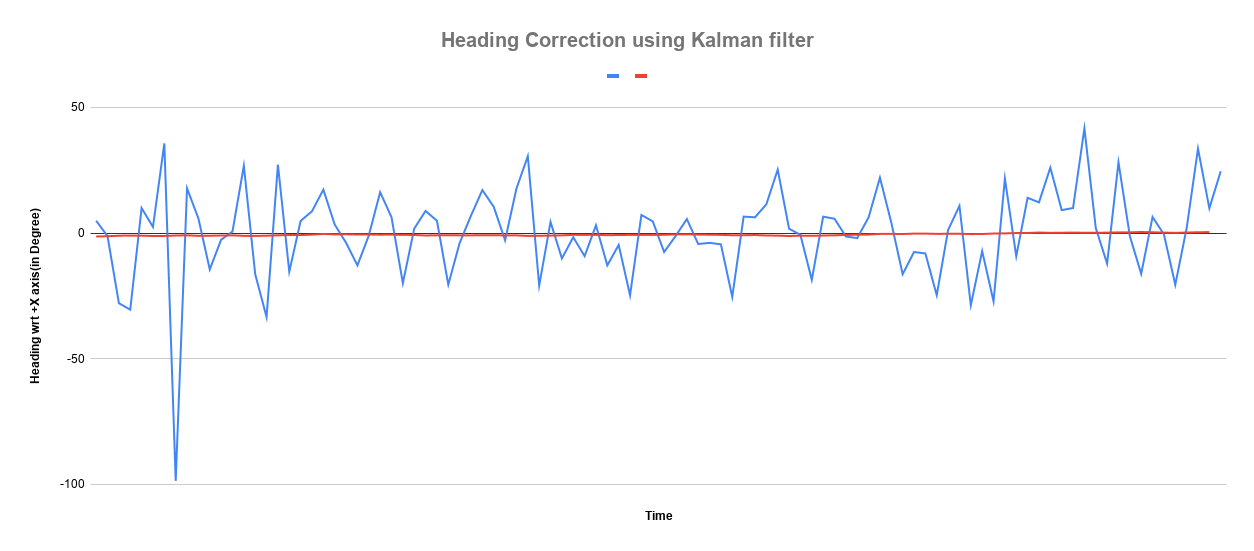 Heading Correction using Kalman filter
50
0
-50
-100
Heading wrt +X axis(in Degree)
Time